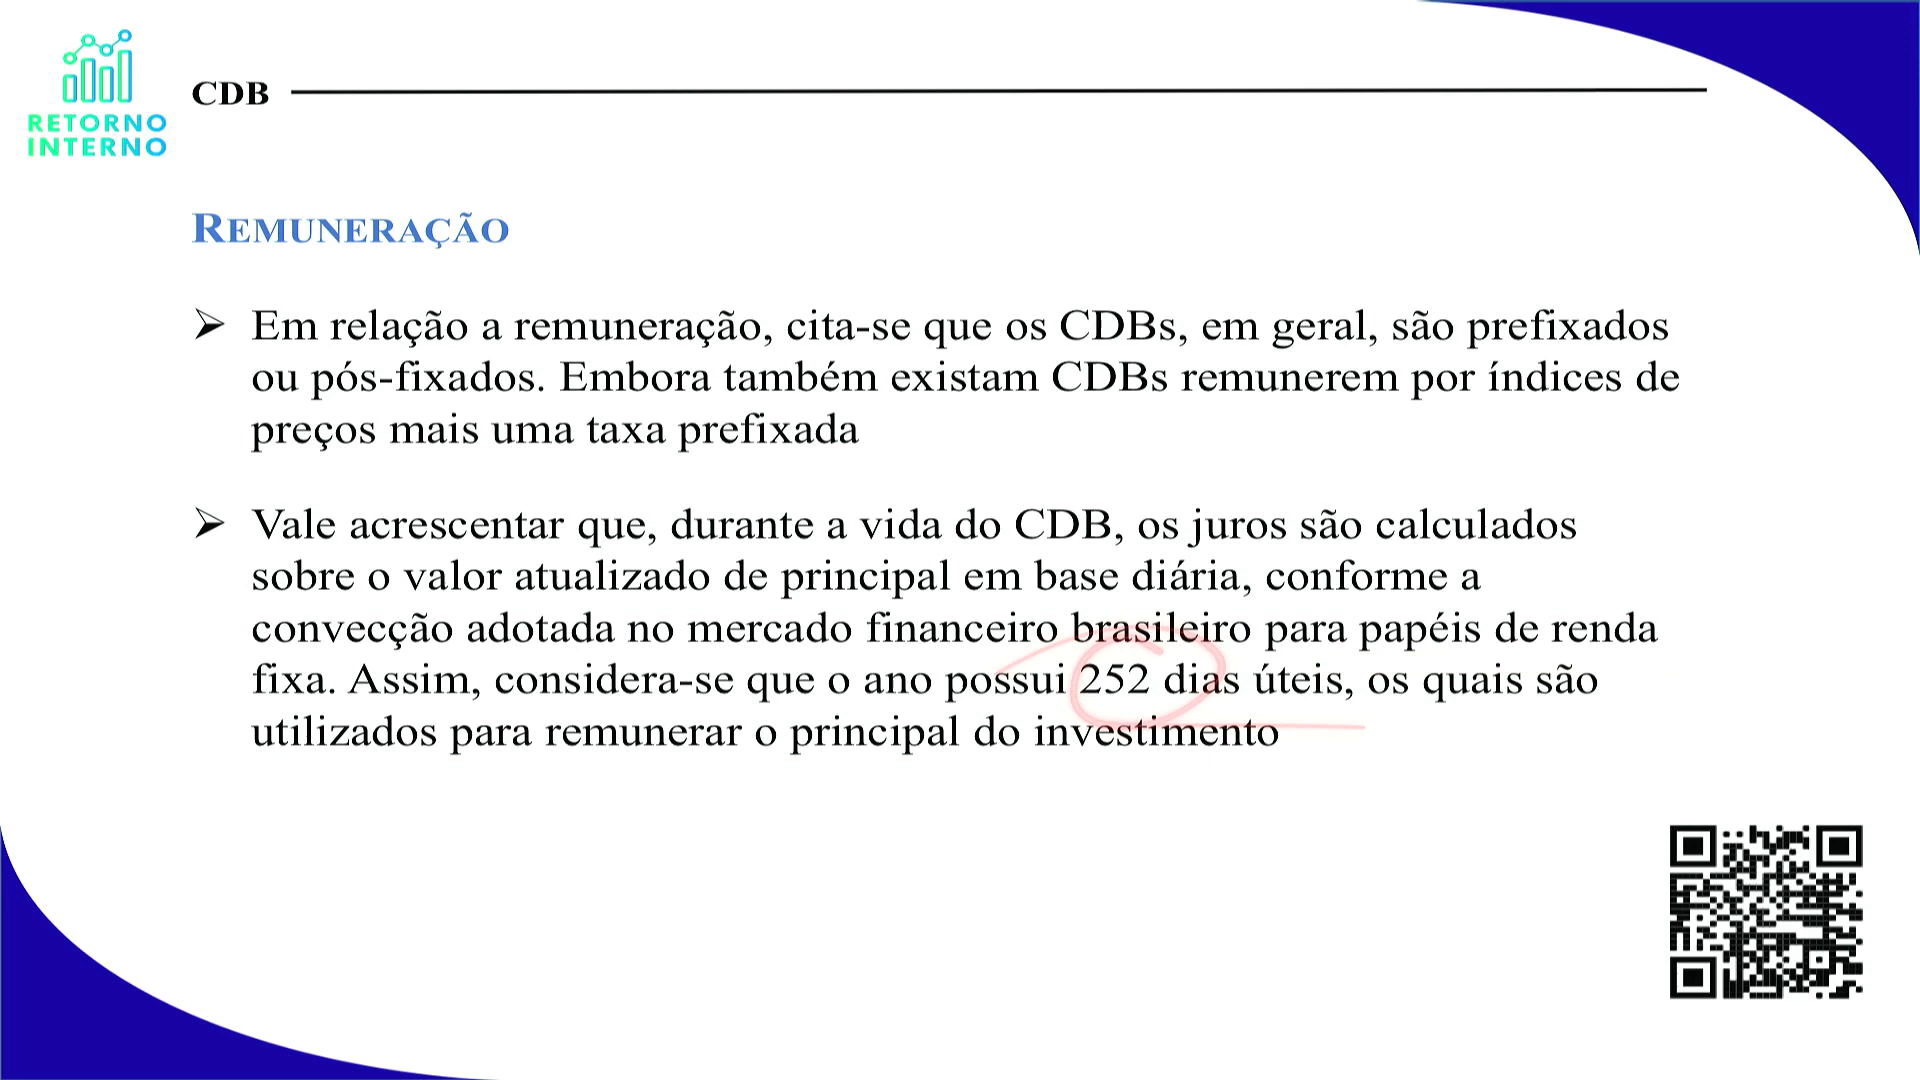 RETORNO
INTERNO
CDB
REMUNERAÇÃO
Em relação a remuneração, cita-se que os CDBs, em geral, são prefixados
ou pós-fixados. Embora também existam CDBs remunerem por índices de
preços mais uma taxa prefixada
Vale acrescentar que, durante a vida do CDB, os juros são calculados
sobre o valor atualizado de principal em base diária, conforme a
convecção adotada no mercado financeiro brasileiro para papéis de renda
fixa. Assim, considera-se que o ano possui 252 dias úteis, os quais são
utilizados para remunerar o principal do investimento